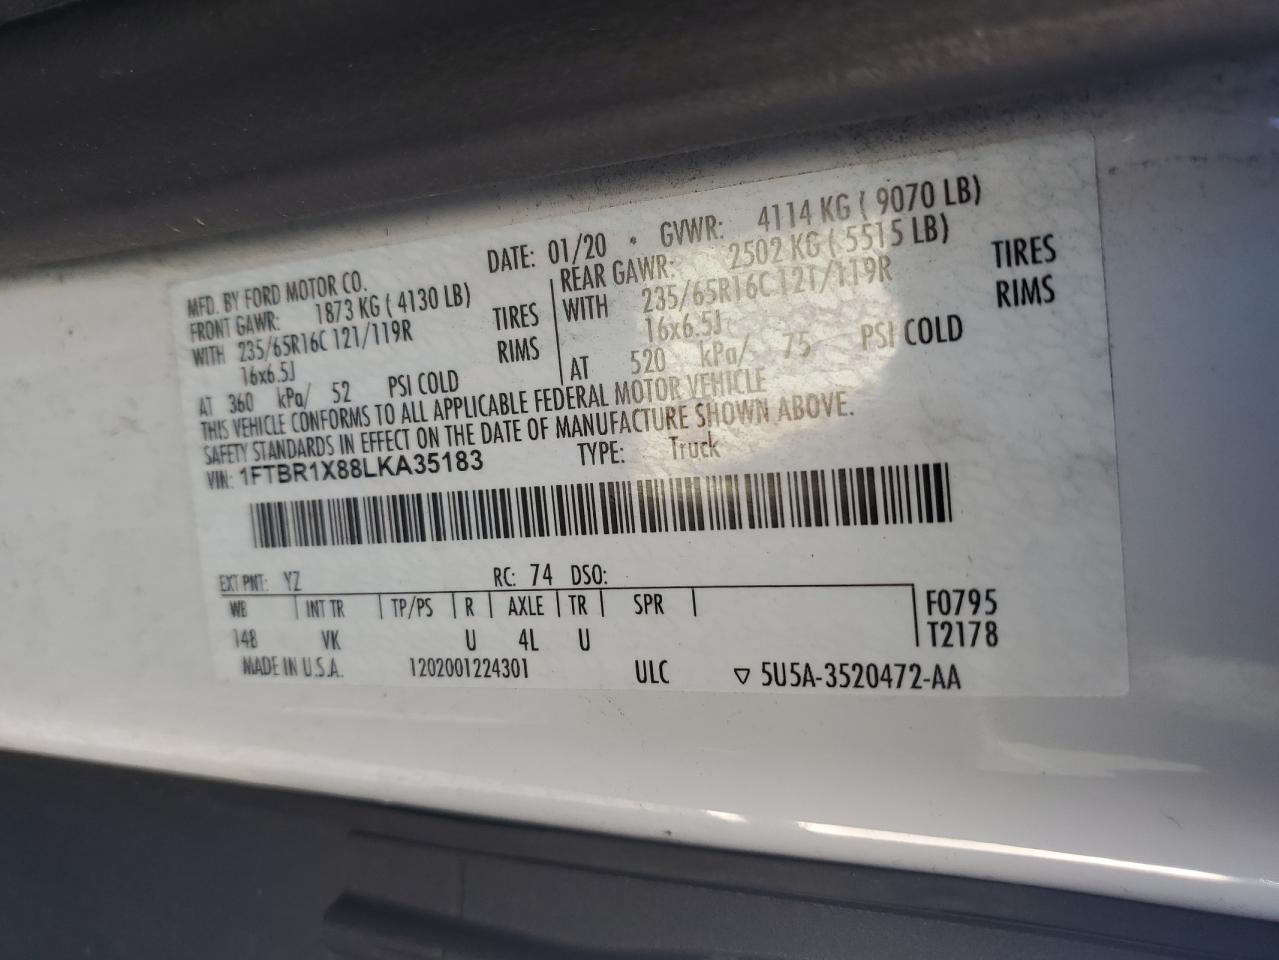 MFD. BY FORD MOTOR CO. DATE: 01/20 • GVWR: 4114 KG ( 9070 LB)
FRONT GAWR: 1873 KG ( 4130 LB) REAR GAWR: 2502 KG ( 5515 LB)
WITH 235/65R16C 121/119R TIRES WITH 235/65R16C 121/119R TIRES
16x6.5J RIMS 16x6.5J RIMS
AT 360 kPa/ 52 PSI COLD AT 520 kPa/ 75 PSI COLD
THIS VEHICLE CONFORMS TO ALL APPLICABLE FEDERAL MOTOR VEHICLE
SAFETY STANDARDS IN EFFECT ON THE DATE OF MANUFACTURE SHOWN ABOVE.
VIN: 1FTBR1X88LKA35183 TYPE: Truck
EXT PNT: YZ RC: 74 DSO:
WB INT TR TP/PS R AXLE TR SPR F0795
148 VK U 4L U T2178
MADE IN U.S.A. 1202001224301 ULC ▽ 5U5A-3520472-AA